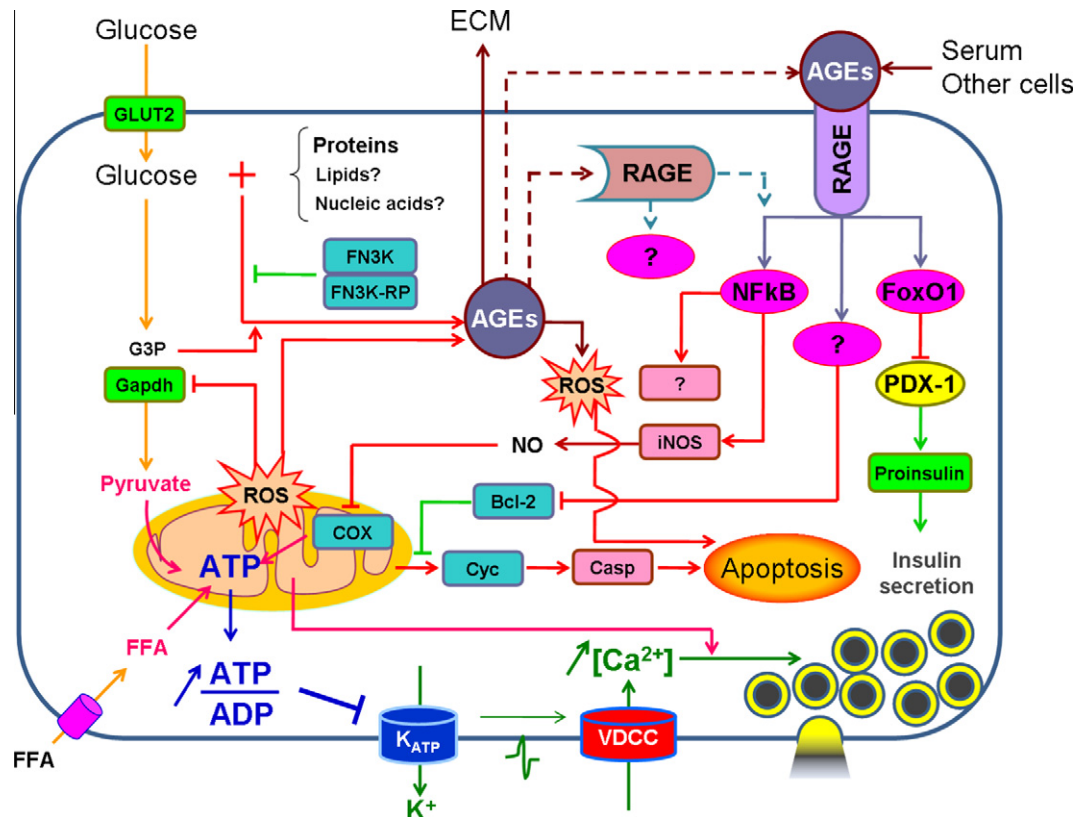 Glucose
ECM
AGEs
Serum
Other cells
GLUT2
RAGE
Glucose
+
Proteins
Lipids?
Nucleic acids?
RAGE
FN3K
FN3K-RP
?
NFkB
FoxO1
AGEs
?
G3P
Gapdh
ROS
?
PDX-1
NO
iNOS
Proinsulin
Pyruvate
ROS
Bcl-2
COX
ATP
Cyc
Casp
Apoptosis
Insulin
secretion
FFA
[Ca²⁺]
ATP
ADP
FFA
K_ATP
VDCC
K⁺